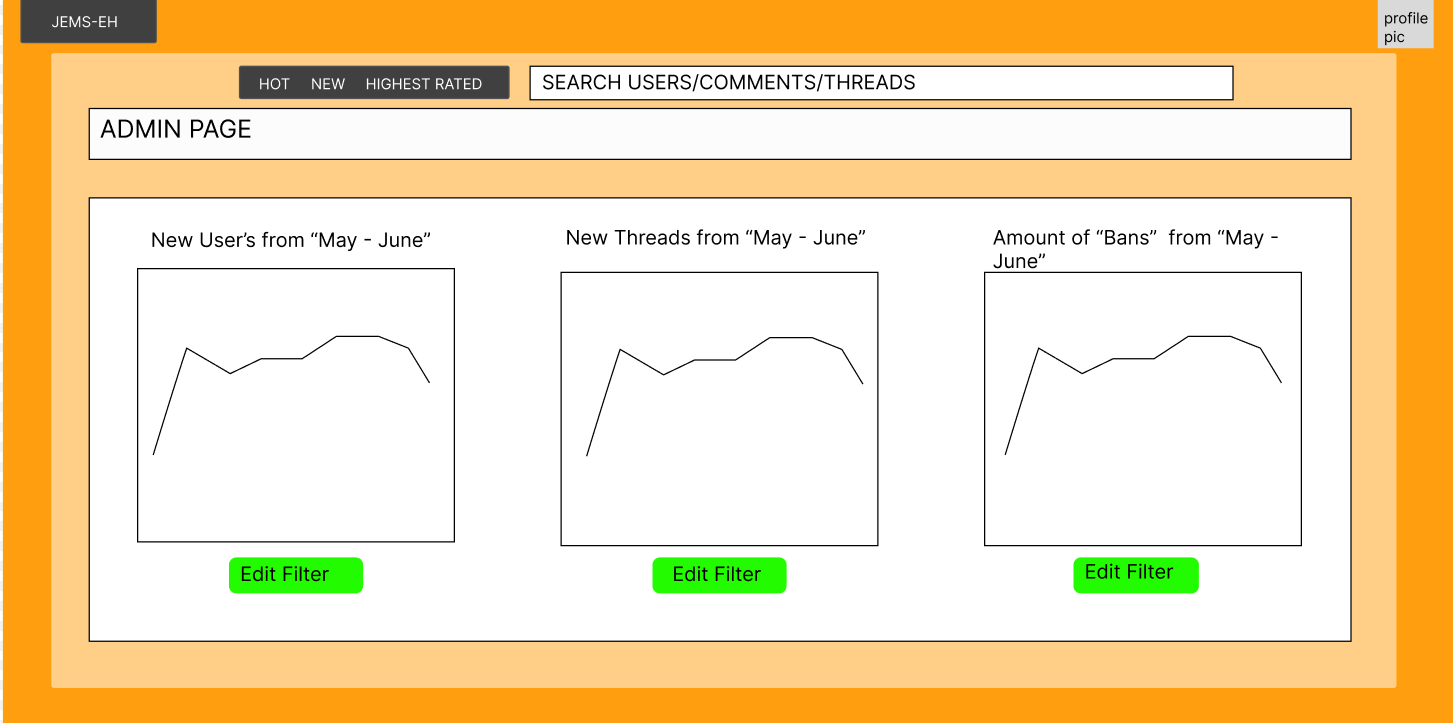 JEMS-EH
profile
pic
HOT NEW HIGHEST RATED
SEARCH USERS/COMMENTS/THREADS
ADMIN PAGE
New User’s from “May - June”
New Threads from “May - June”
Amount of “Bans”  from “May -
June”
Edit Filter
Edit Filter
Edit Filter